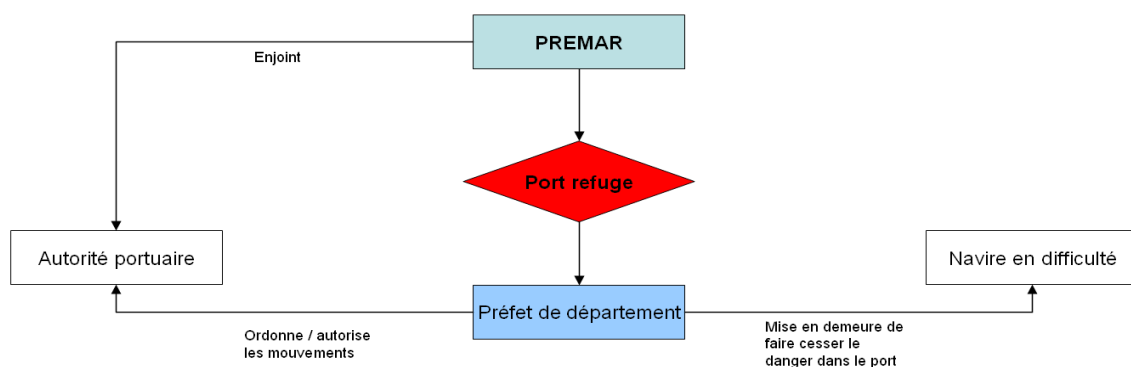 PREMAR
Enjoint
Port refuge
Autorité portuaire
Navire en difficulté
Préfet de département
Ordonne / autorise
les mouvements
Mise en demeure de
faire cesser le
danger dans le port